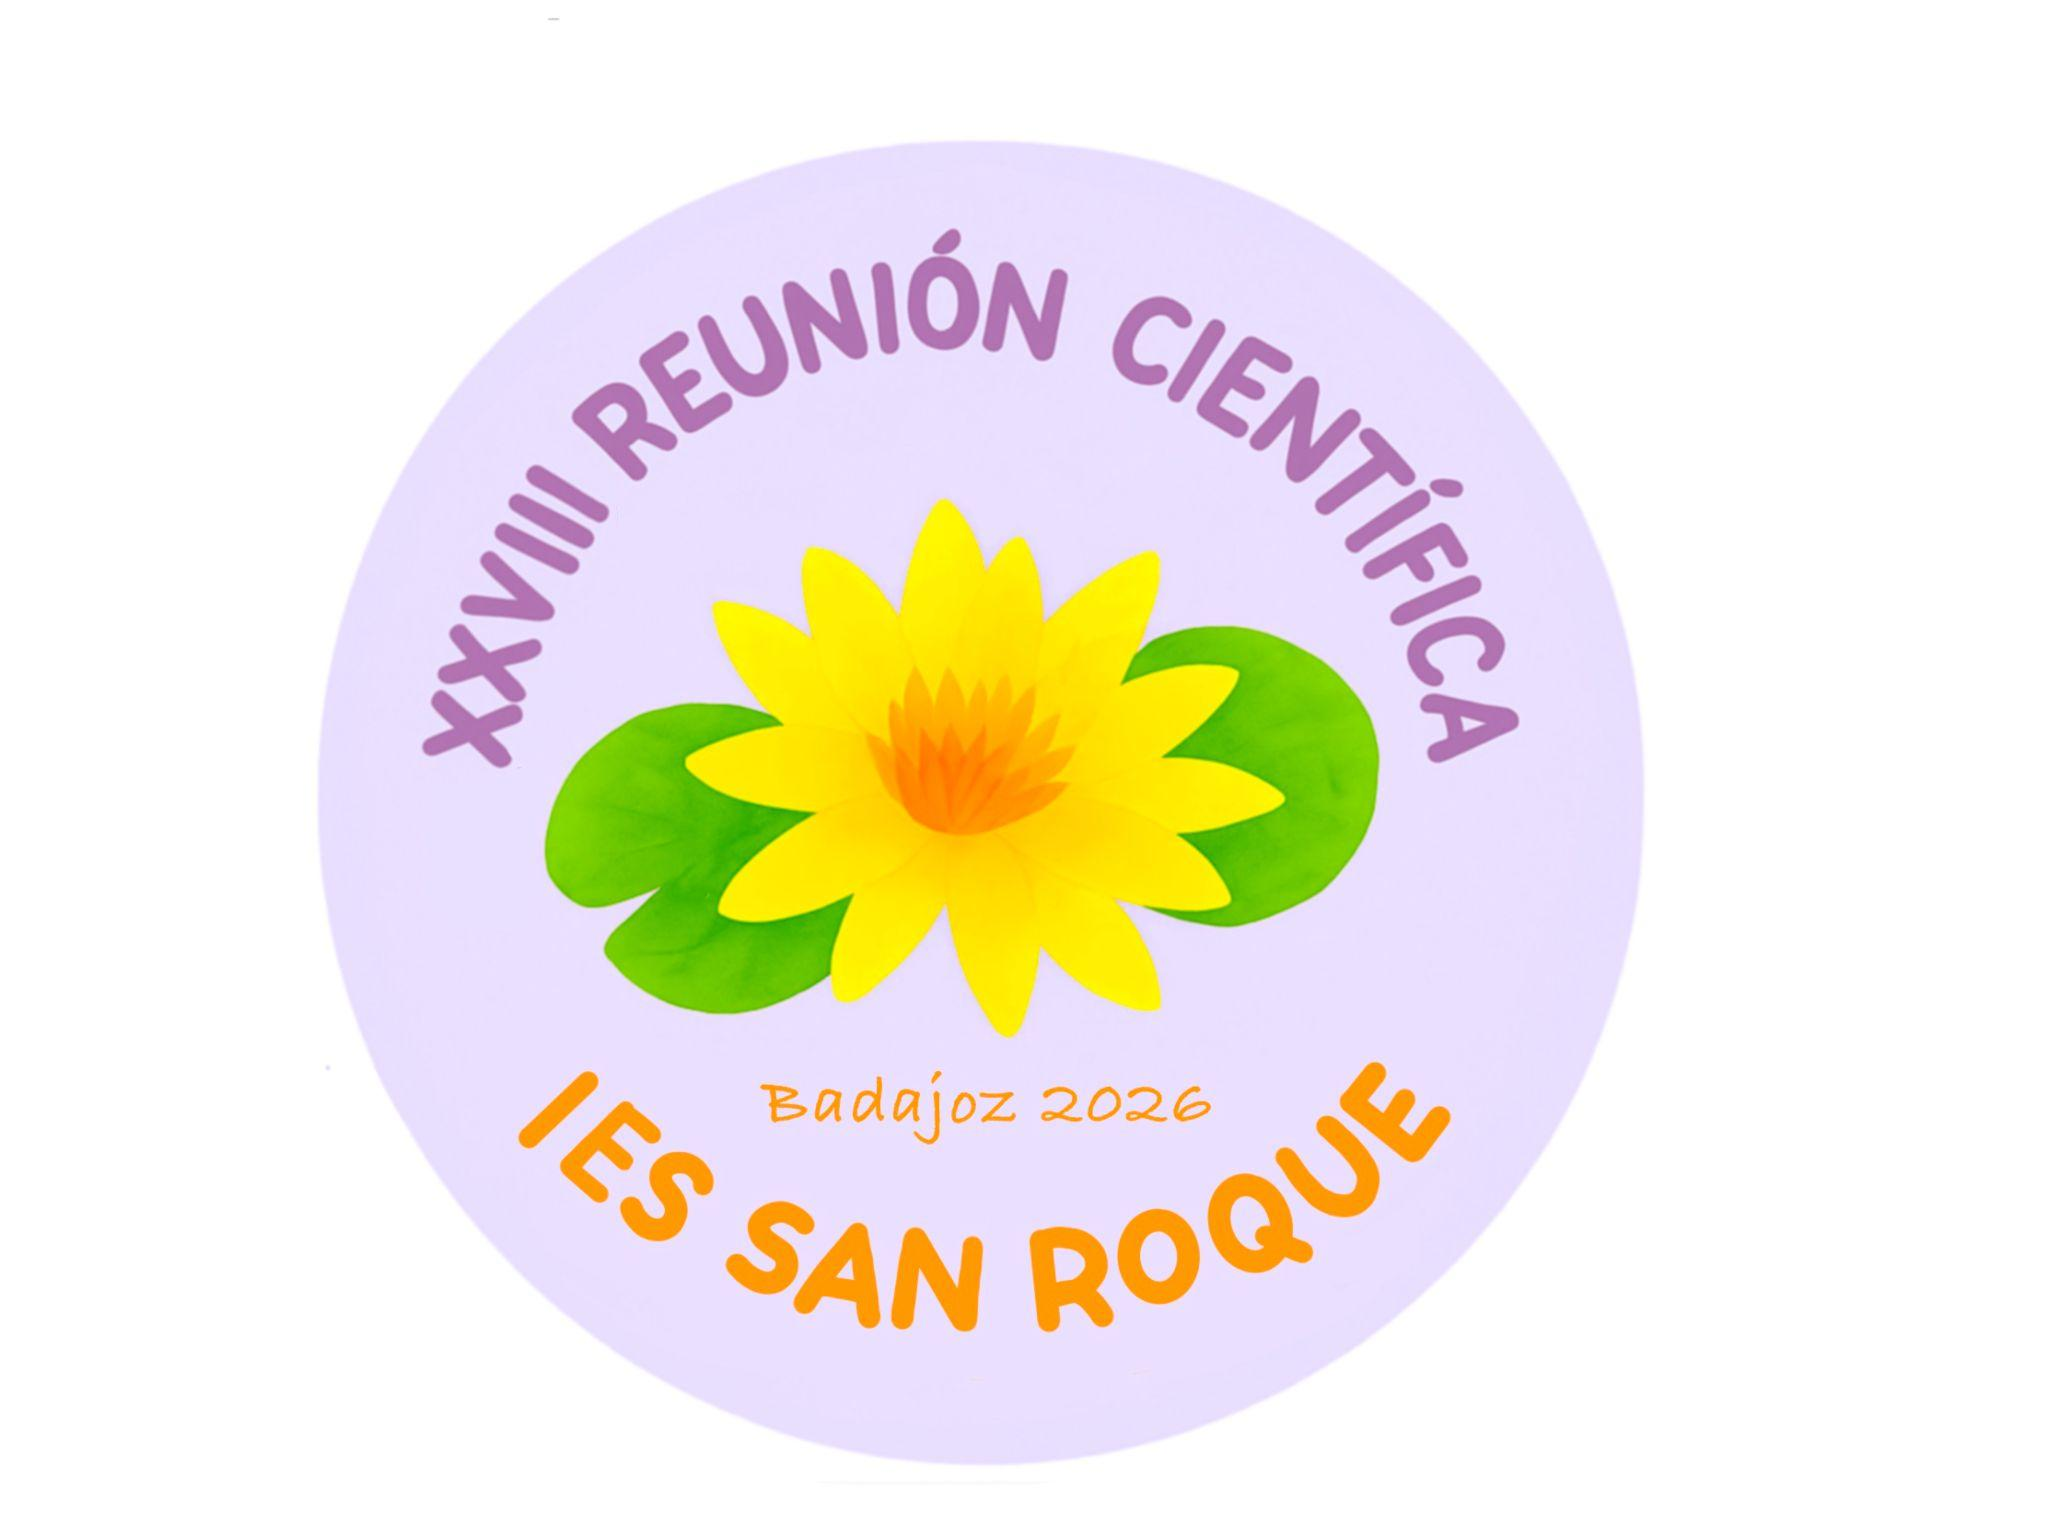 XXVIII REUNIÓN CIENTÍFICA
Badajoz 2026
IES SAN ROQUE